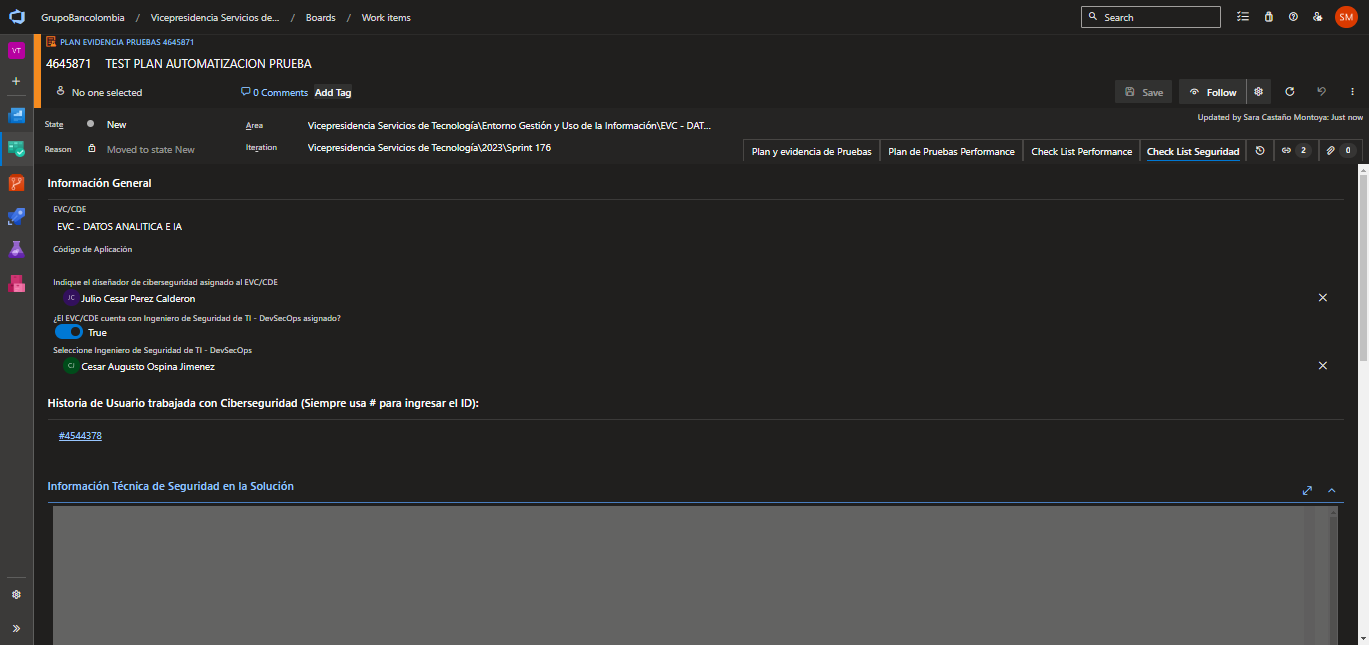 GrupoBancolombia / Vicepresidencia Servicios de... / Boards / Work items
Search
SM
VT
PLAN EVIDENCIA PRUEBAS 4645871
4645871 TEST PLAN AUTOMATIZACION PRUEBA
No one selected
0 Comments
Add Tag
Save
Follow
Updated by Sara Castaño Montoya: Just now
State New
Area Vicepresidencia Servicios de Tecnología\Entorno Gestión y Uso de la Información\EVC - DAT...
Reason Moved to state New
Iteration Vicepresidencia Servicios de Tecnología\2023\Sprint 176
Plan y evidencia de Pruebas
Plan de Pruebas Performance
Check List Performance
Check List Seguridad
2
0
Información General
EVC/CDE
EVC - DATOS ANALITICA E IA
Código de Aplicación
Indique el diseñador de ciberseguridad asignado al EVC/CDE
JC Julio Cesar Perez Calderon
¿El EVC/CDE cuenta con Ingeniero de Seguridad de TI - DevSecOps asignado?
True
Seleccione Ingeniero de Seguridad de TI - DevSecOps
CJ Cesar Augusto Ospina Jimenez
Historia de Usuario trabajada con Ciberseguridad (Siempre usa # para ingresar el ID):
#4544378
Información Técnica de Seguridad en la Solución